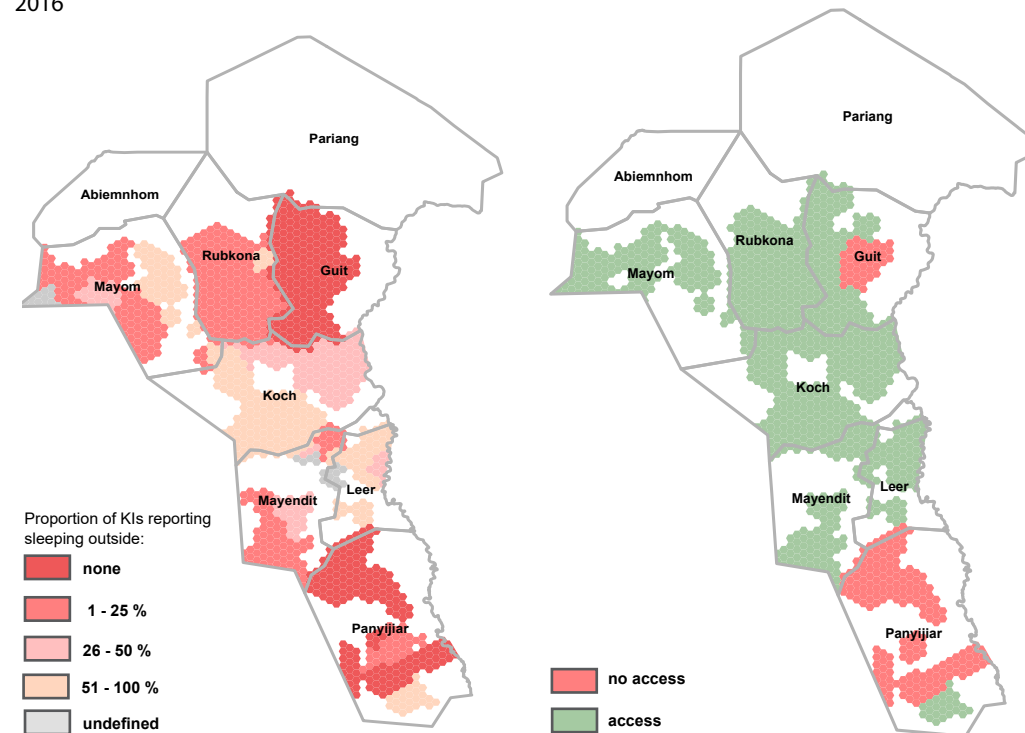 2016
Pariang
Abiemnhom
Rubkona
Guit
Mayom
Koch
Leer
Mayendit
Panyijiar
Proportion of KIs reporting
sleeping outside:
none
1 - 25 %
26 - 50 %
51 - 100 %
undefined
Pariang
Abiemnhom
Rubkona
Guit
Mayom
Koch
Leer
Mayendit
Panyijiar
no access
access